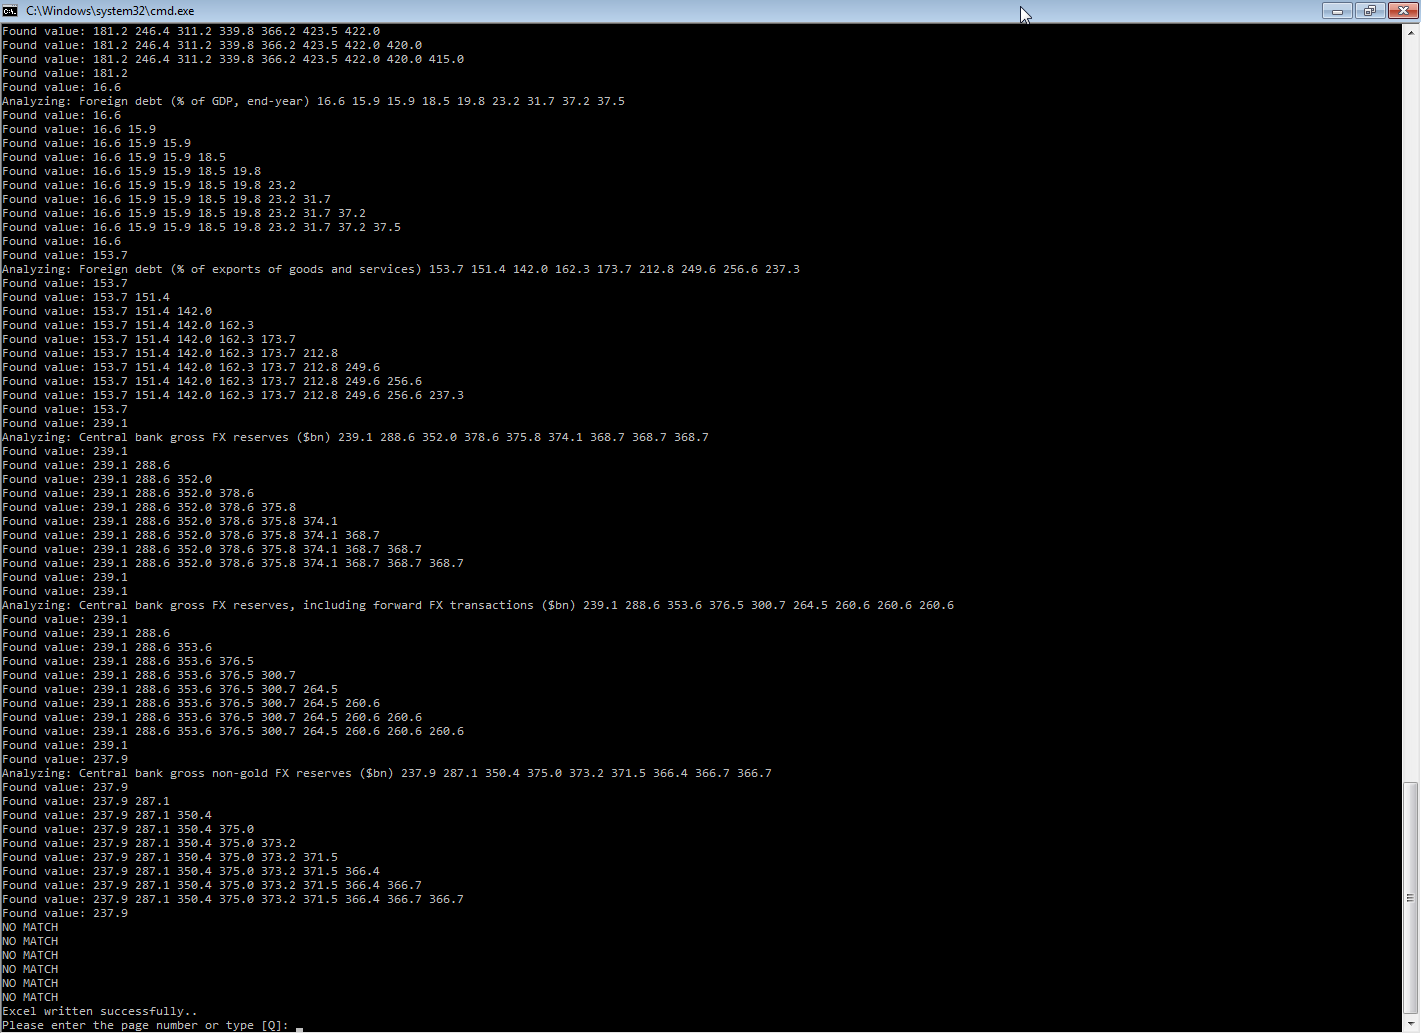 C:\Windows\system32\cmd.exe
Found value: 181.2 246.4 311.2 339.8 366.2 423.5 422.0
Found value: 181.2 246.4 311.2 339.8 366.2 423.5 422.0 420.0
Found value: 181.2 246.4 311.2 339.8 366.2 423.5 422.0 420.0 415.0
Found value: 181.2
Found value: 16.6
Analyzing: Foreign debt (% of GDP, end-year) 16.6 15.9 15.9 18.5 19.8 23.2 31.7 37.2 37.5
Found value: 16.6
Found value: 16.6 15.9
Found value: 16.6 15.9 15.9
Found value: 16.6 15.9 15.9 18.5
Found value: 16.6 15.9 15.9 18.5 19.8
Found value: 16.6 15.9 15.9 18.5 19.8 23.2
Found value: 16.6 15.9 15.9 18.5 19.8 23.2 31.7
Found value: 16.6 15.9 15.9 18.5 19.8 23.2 31.7 37.2
Found value: 16.6 15.9 15.9 18.5 19.8 23.2 31.7 37.2 37.5
Found value: 16.6
Found value: 153.7
Analyzing: Foreign debt (% of exports of goods and services) 153.7 151.4 142.0 162.3 173.7 212.8 249.6 256.6 237.3
Found value: 153.7
Found value: 153.7 151.4
Found value: 153.7 151.4 142.0
Found value: 153.7 151.4 142.0 162.3
Found value: 153.7 151.4 142.0 162.3 173.7
Found value: 153.7 151.4 142.0 162.3 173.7 212.8
Found value: 153.7 151.4 142.0 162.3 173.7 212.8 249.6
Found value: 153.7 151.4 142.0 162.3 173.7 212.8 249.6 256.6
Found value: 153.7 151.4 142.0 162.3 173.7 212.8 249.6 256.6 237.3
Found value: 153.7
Found value: 239.1
Analyzing: Central bank gross FX reserves ($bn) 239.1 288.6 352.0 378.6 375.8 374.1 368.7 368.7 368.7
Found value: 239.1
Found value: 239.1 288.6
Found value: 239.1 288.6 352.0
Found value: 239.1 288.6 352.0 378.6
Found value: 239.1 288.6 352.0 378.6 375.8
Found value: 239.1 288.6 352.0 378.6 375.8 374.1
Found value: 239.1 288.6 352.0 378.6 375.8 374.1 368.7
Found value: 239.1 288.6 352.0 378.6 375.8 374.1 368.7 368.7
Found value: 239.1 288.6 352.0 378.6 375.8 374.1 368.7 368.7 368.7
Found value: 239.1
Found value: 239.1
Analyzing: Central bank gross FX reserves, including forward FX transactions ($bn) 239.1 288.6 353.6 376.5 300.7 264.5 260.6 260.6 260.6
Found value: 239.1
Found value: 239.1 288.6
Found value: 239.1 288.6 353.6
Found value: 239.1 288.6 353.6 376.5
Found value: 239.1 288.6 353.6 376.5 300.7
Found value: 239.1 288.6 353.6 376.5 300.7 264.5
Found value: 239.1 288.6 353.6 376.5 300.7 264.5 260.6
Found value: 239.1 288.6 353.6 376.5 300.7 264.5 260.6 260.6
Found value: 239.1 288.6 353.6 376.5 300.7 264.5 260.6 260.6 260.6
Found value: 239.1
Found value: 237.9
Analyzing: Central bank gross non-gold FX reserves ($bn) 237.9 287.1 350.4 375.0 373.2 371.5 366.4 366.7 366.7
Found value: 237.9
Found value: 237.9 287.1
Found value: 237.9 287.1 350.4
Found value: 237.9 287.1 350.4 375.0
Found value: 237.9 287.1 350.4 375.0 373.2
Found value: 237.9 287.1 350.4 375.0 373.2 371.5
Found value: 237.9 287.1 350.4 375.0 373.2 371.5 366.4
Found value: 237.9 287.1 350.4 375.0 373.2 371.5 366.4 366.7
Found value: 237.9 287.1 350.4 375.0 373.2 371.5 366.4 366.7 366.7
Found value: 237.9
NO MATCH
NO MATCH
NO MATCH
NO MATCH
NO MATCH
NO MATCH
Excel written successfully..
Please enter the page number or type [Q]: